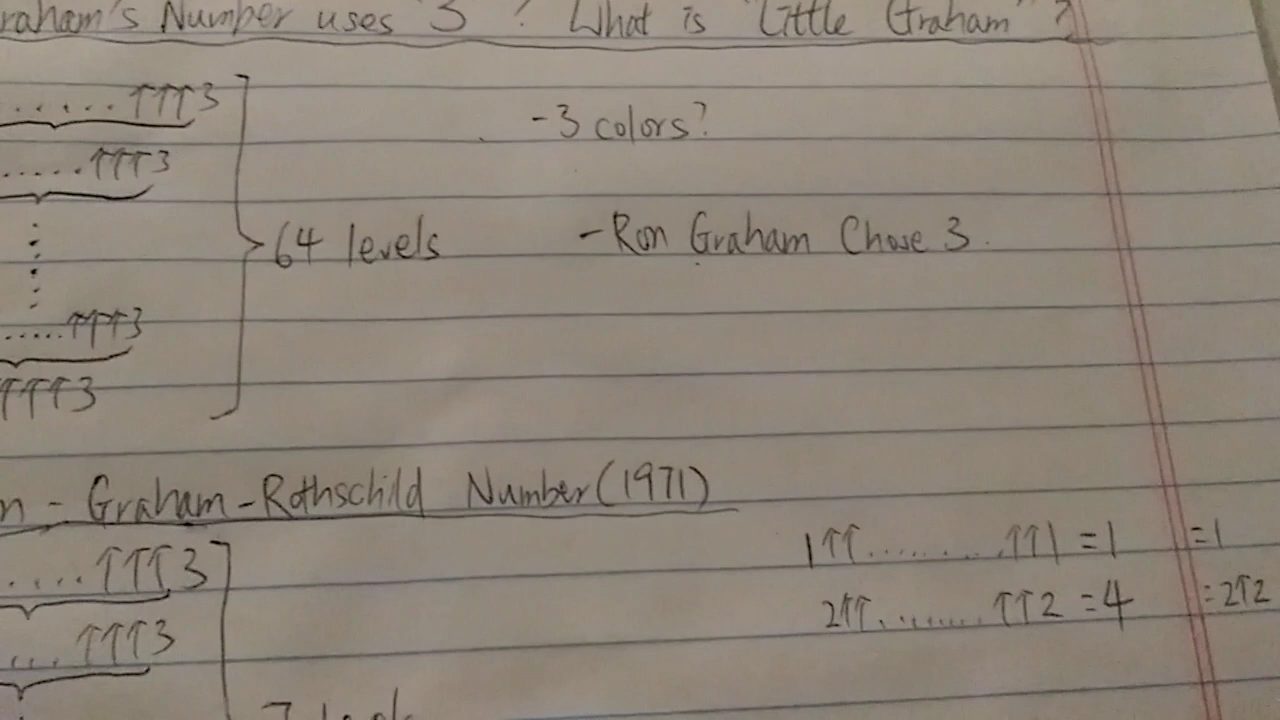 raham's Number uses "3"? What is "Little Graham"?
......↑↑↑3
- 3 colors?
......↑↑↑3
64 levels
- Ron Graham Chose 3.
......↑↑↑3
↑↑↑↑3
n - Graham - Rothschild Number (1971)
.....↑↑↑3
1↑↑..........↑↑1 = 1 = 1
2↑↑.........↑↑2 = 4 = 2↑2
....↑↑↑3
7